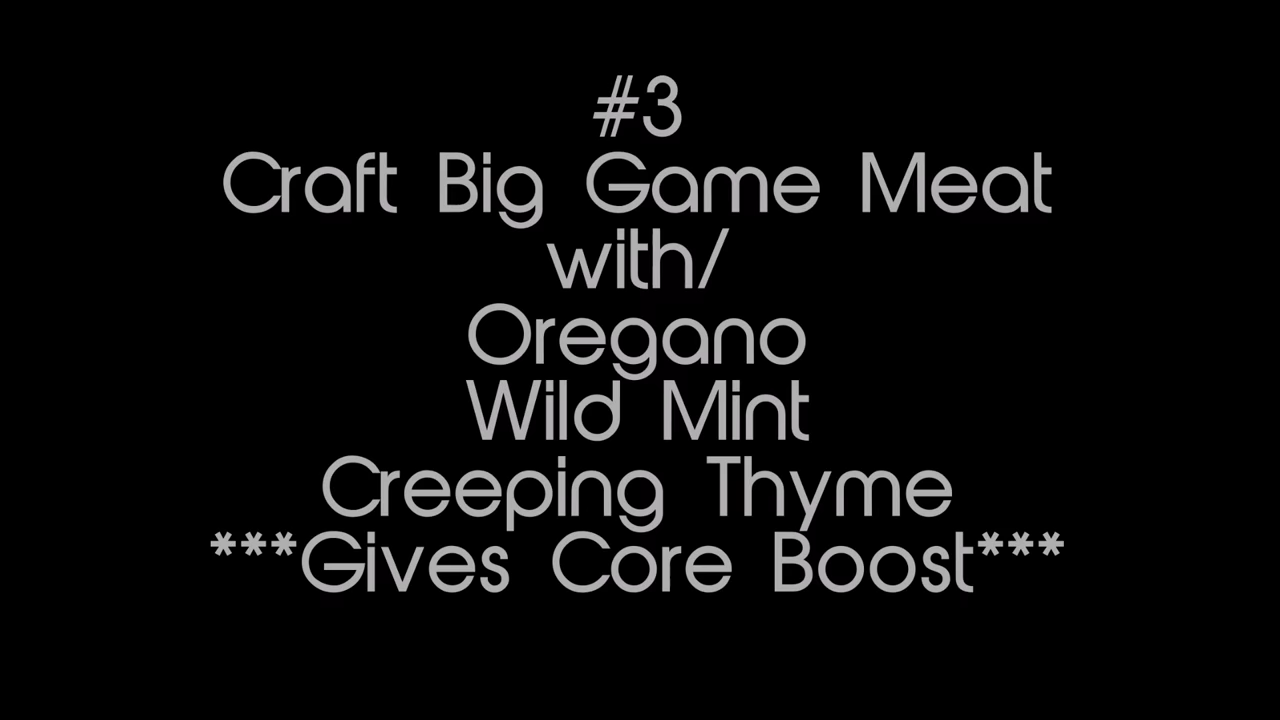 #3
Craft Big Game Meat
with/
Oregano
Wild Mint
Creeping Thyme
***Gives Core Boost***